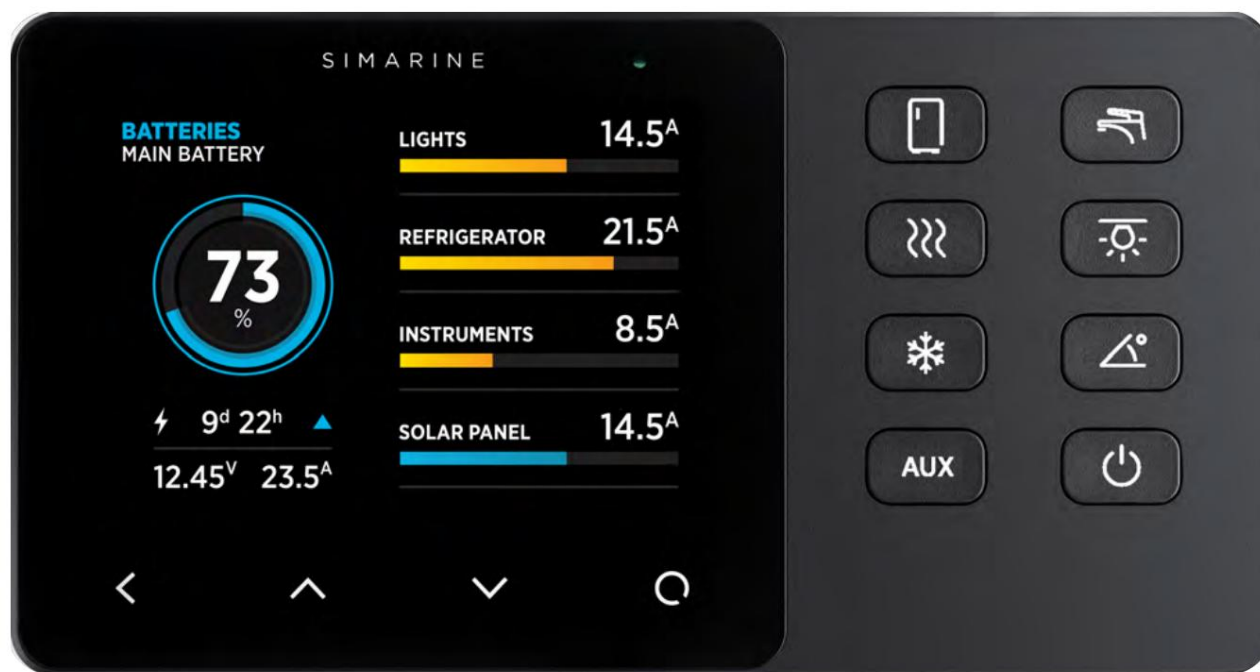 SIMARINE
BATTERIES
MAIN BATTERY
73
%
9d 22h
12.45V 23.5A
LIGHTS 14.5A
REFRIGERATOR 21.5A
INSTRUMENTS 8.5A
SOLAR PANEL 14.5A
AUX